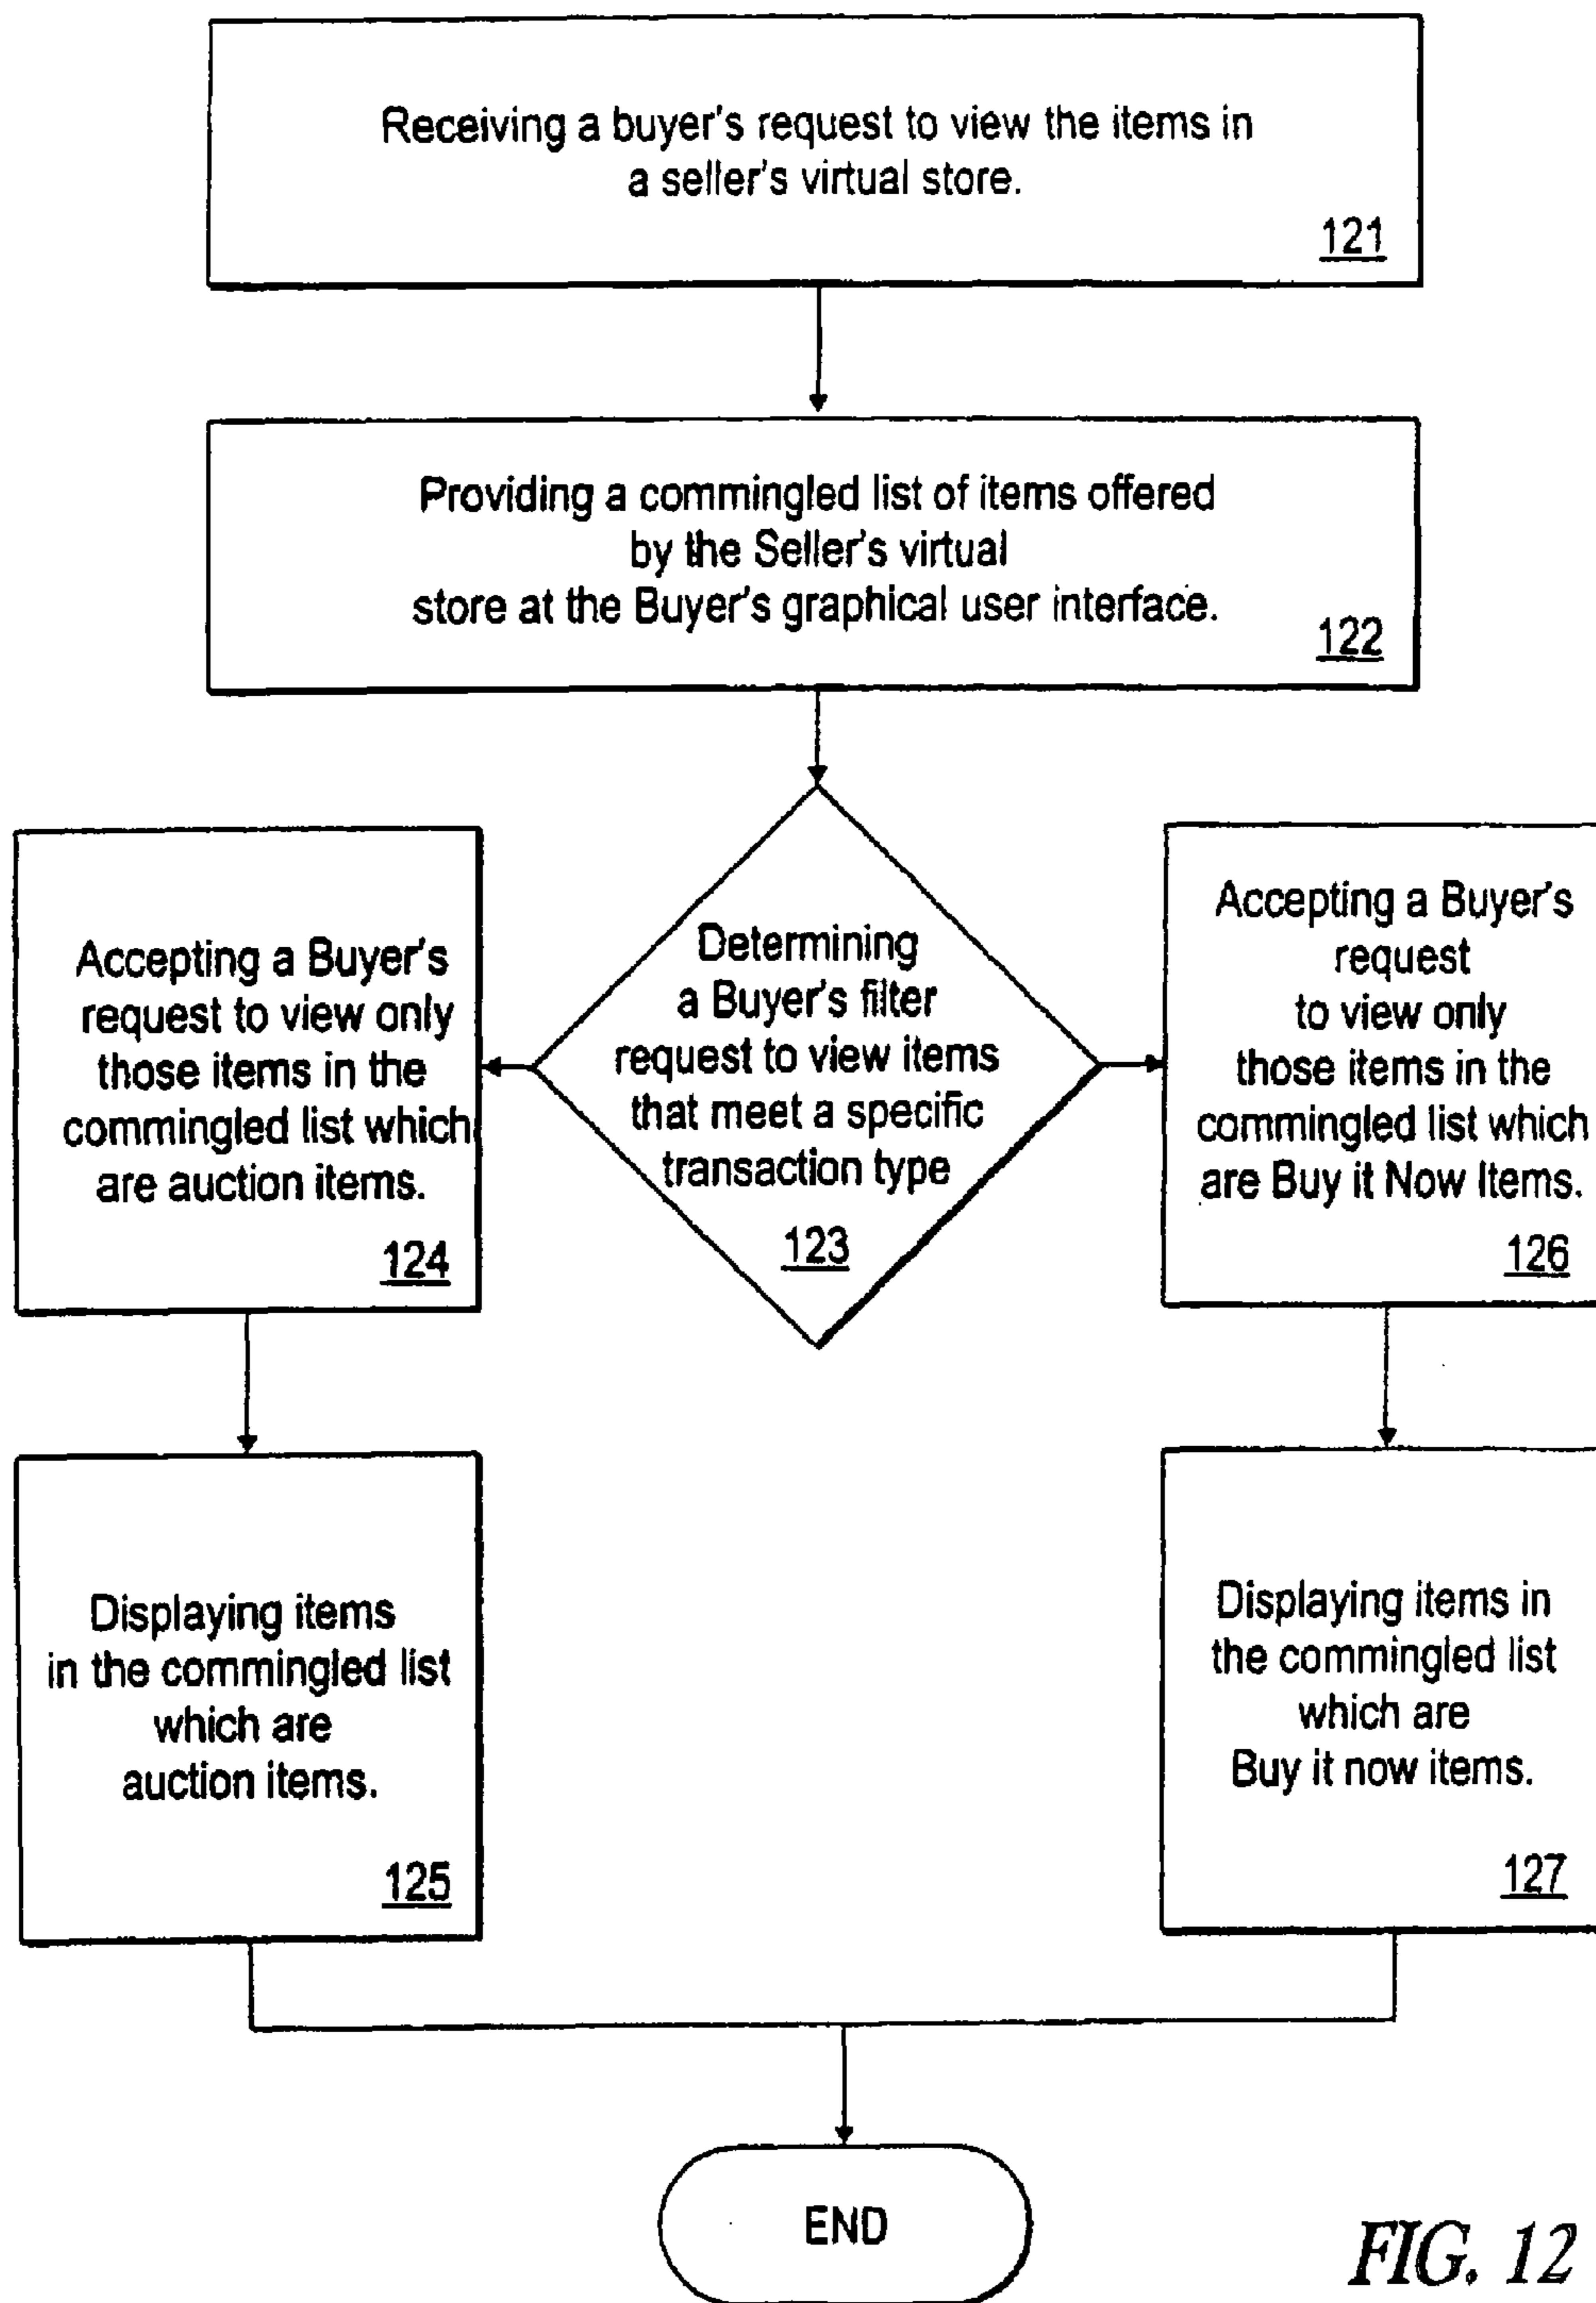 Receiving a buyer's request to view the items in
a seller's virtual store.
121
Providing a commingled list of items offered
by the Seller's virtual
store at the Buyer's graphical user interface.
122
Determining
a Buyer's filter
request to view items
that meet a specific
transaction type
123
Accepting a Buyer's
request to view only
those items in the
commingled list which
are auction items.
124
Accepting a Buyer's
request
to view only
those items in the
commingled list which
are Buy it Now Items.
126
Displaying items
in the commingled list
which are
auction items.
125
Displaying items in
the commingled list
which are
Buy it now items.
127
END
FIG. 12